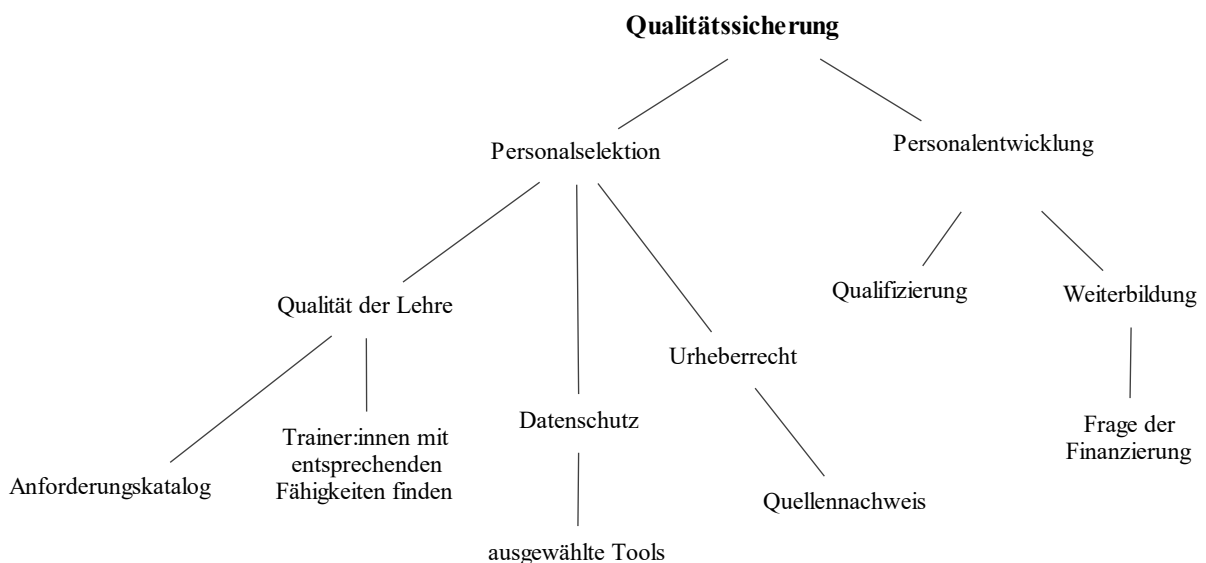 Qualitätssicherung
Personalselektion
Personalentwicklung
Qualität der Lehre
Qualifizierung
Weiterbildung
Urheberrecht
Datenschutz
Trainer:innen mit
entsprechenden
Fähigkeiten finden
Frage der
Finanzierung
Anforderungskatalog
Quellennachweis
ausgewählte Tools